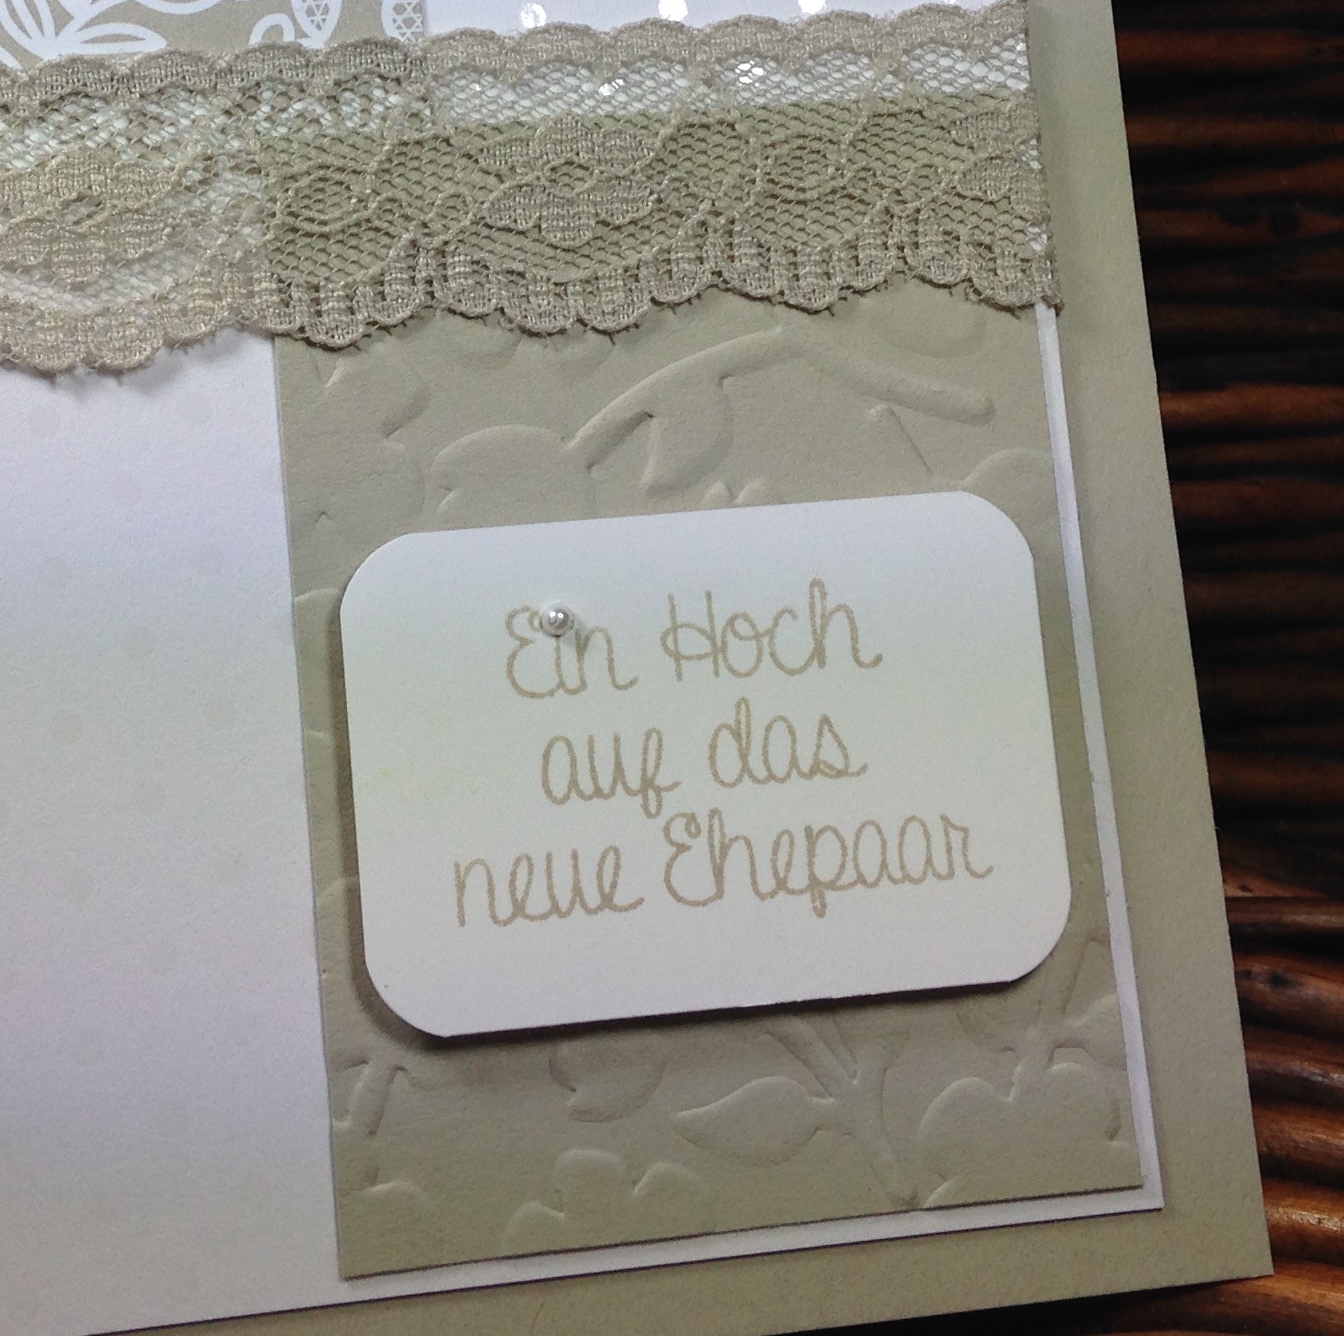 Ein Hoch
auf das
neue Ehepaar